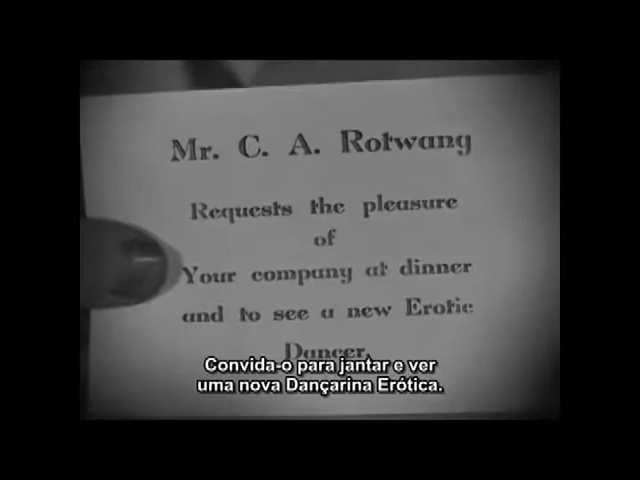 Mr. C. A. Rotwang
Requests the pleasure
of
Your company at dinner
and to see a new Erotic
Dancer.
Convida-o para jantar e ver
uma nova Dançarina Erótica.